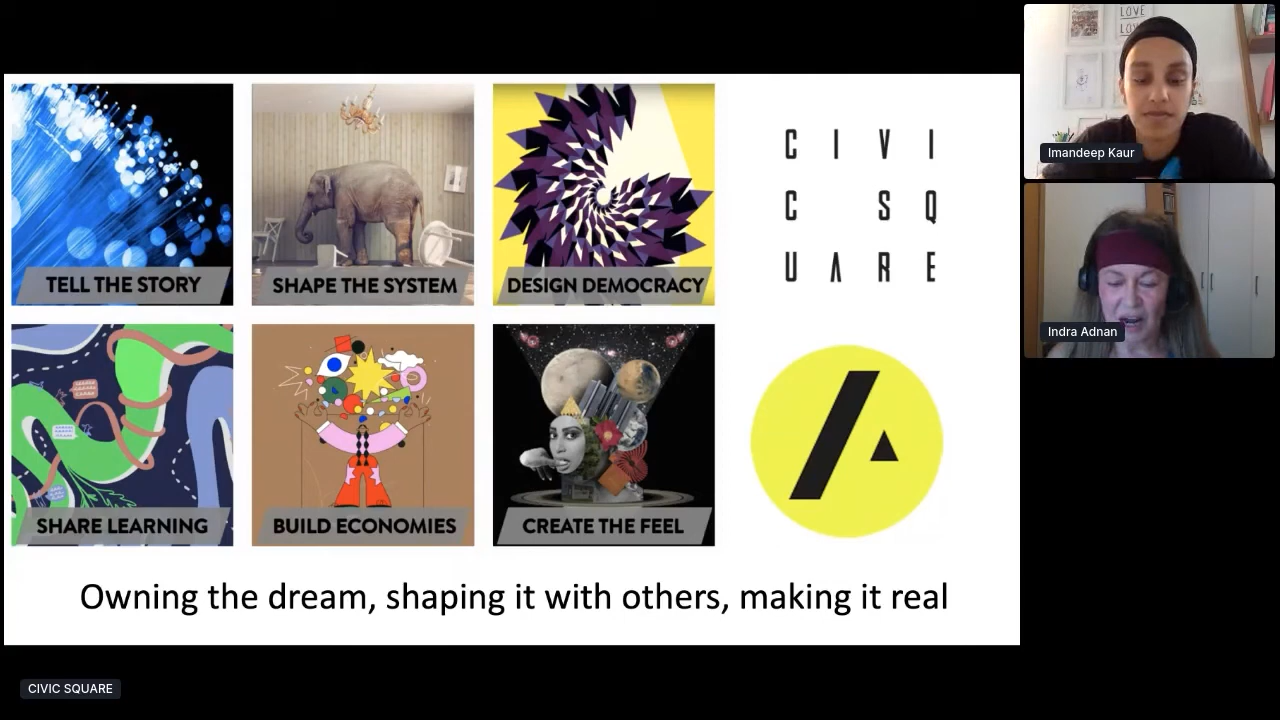 TELL THE STORY
SHAPE THE SYSTEM
DESIGN DEMOCRACY
C I V I
C S Q
U A R E
SHARE LEARNING
BUILD ECONOMIES
CREATE THE FEEL
Owning the dream, shaping it with others, making it real
CIVIC SQUARE
LOVE
Imandeep Kaur
Indra Adnan